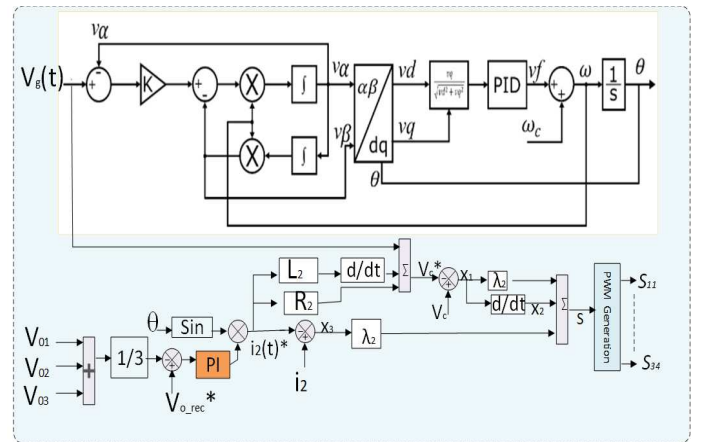 vα
Vg(t)
K
vα
αβ
vd
vf
ω
θ
PID
1
s
vβ
dq
vq
ωc
θ
L2
d/dt
Σ
Vc*
X1
λ2
R2
Vc
d/dt
X2
Σ
s
PWM Generation
S11
S34
θ
Sin
i2(t)*
X3
λ2
i2
V01
V02
V03
1/3
PI
Vo_rec*